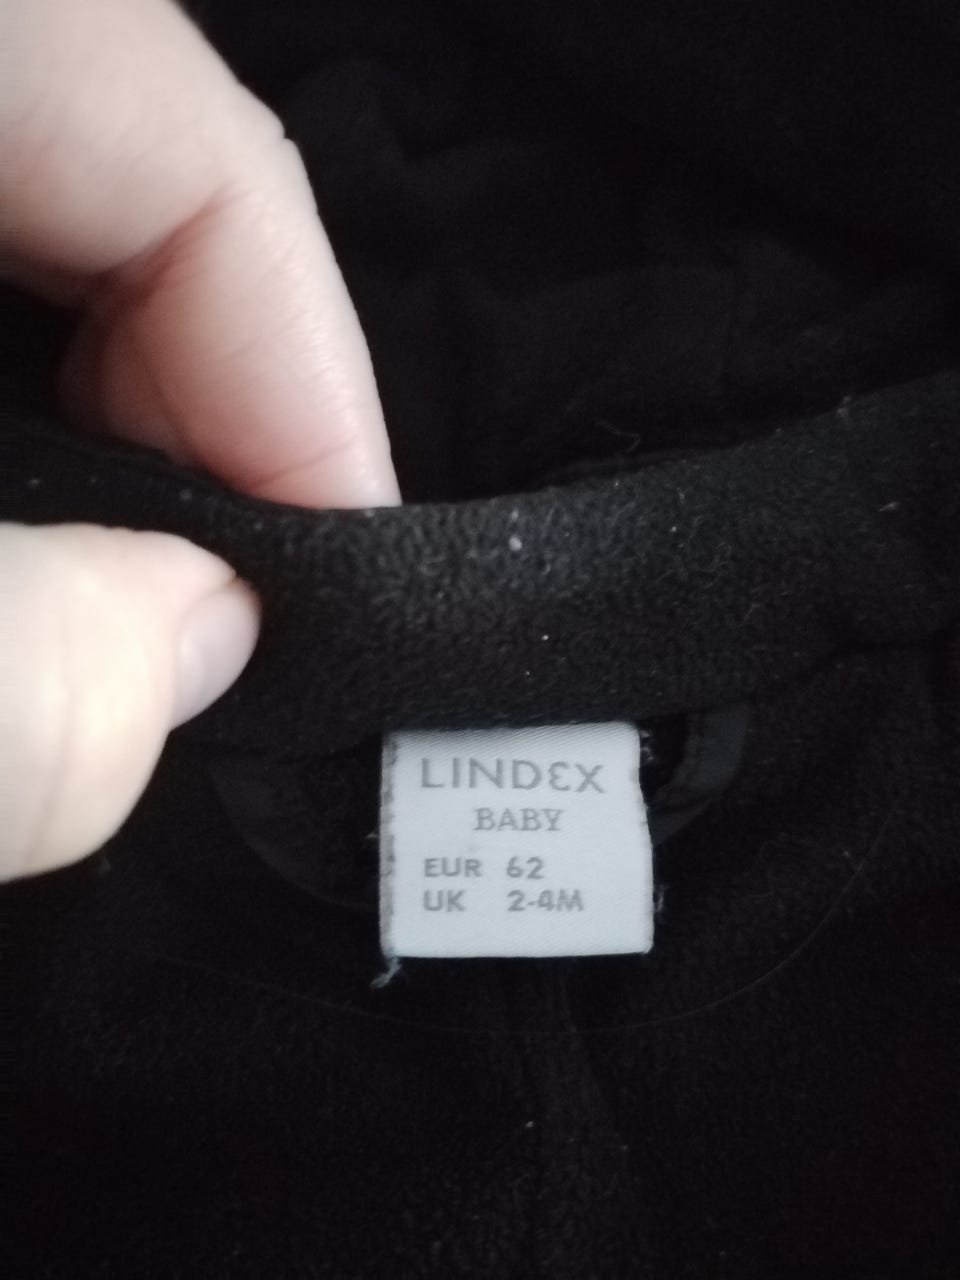 LINDEX
BABY
EUR 62
UK 2-4M